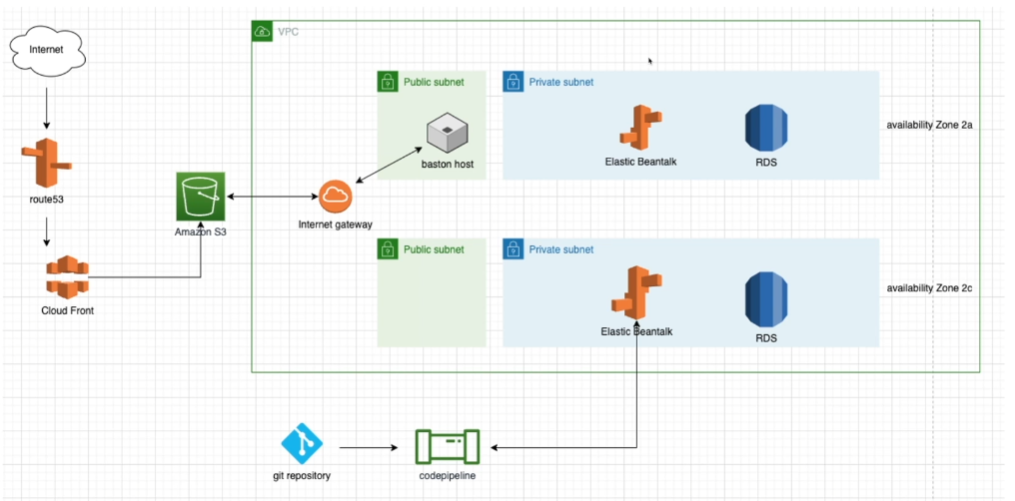 Internet
VPC
Public subnet
Private subnet
baston host
Elastic Beantalk
RDS
availability Zone 2a
route53
Amazon S3
Internet gateway
Cloud Front
Public subnet
Private subnet
Elastic Beantalk
RDS
availability Zone 2c
git repository
codepipeline